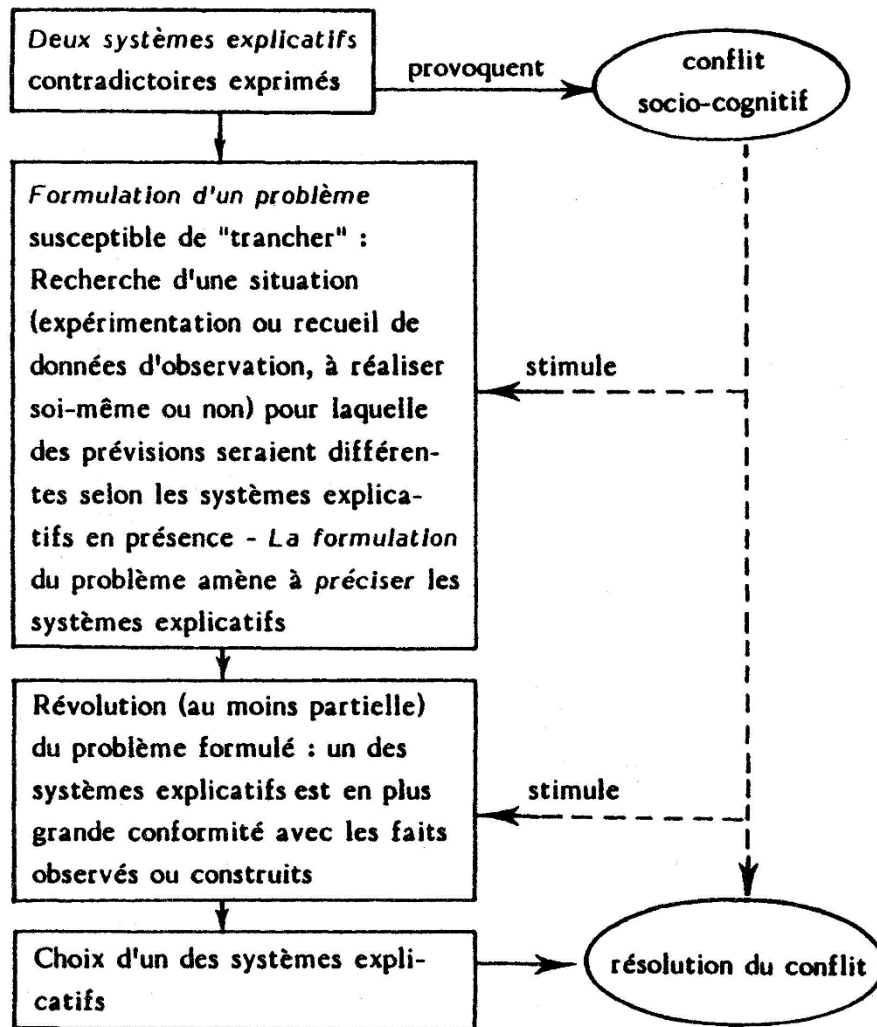 Deux systèmes explicatifs
contradictoires exprimés
provoquent
conflit
socio-cognitif
Formulation d'un problème
susceptible de "trancher" :
Recherche d'une situation
(expérimentation ou recueil de
données d'observation, à réaliser
soi-même ou non) pour laquelle
des prévisions seraient différen-
tes selon les systèmes explica-
tifs en présence - La formulation
du problème amène à préciser les
systèmes explicatifs
stimule
Révolution (au moins partielle)
du problème formulé : un des
systèmes explicatifs est en plus
grande conformité avec les faits
observés ou construits
stimule
Choix d'un des systèmes expli-
catifs
résolution du conflit